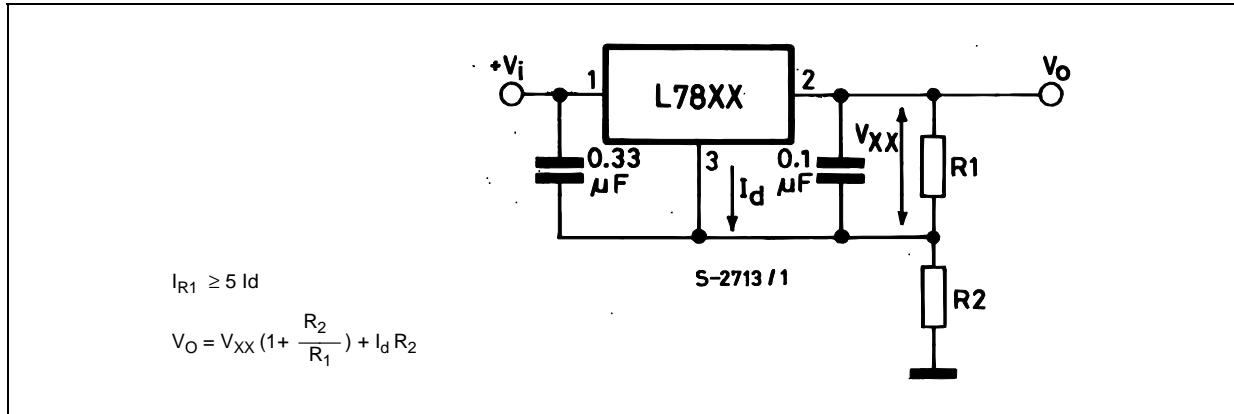 +Vi
1
L78XX
2
VO
0.33
µF
3
Id
0.1
µF
VXX
R1
S-2713/1
R2
IR1 ≥ 5 Id
VO = VXX (1+ R2 / R1) + Id R2